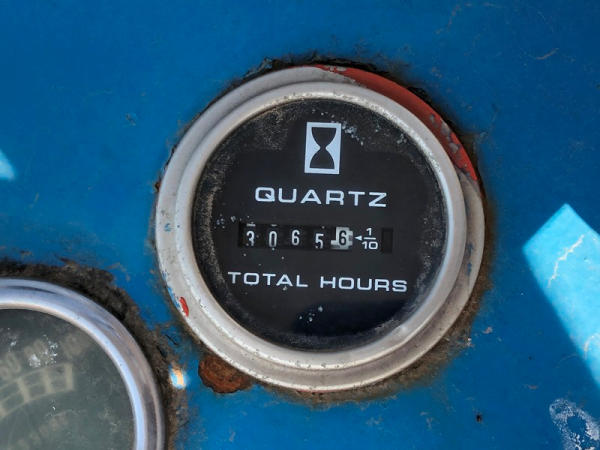 QUARTZ
30656 ◄1/10
TOTAL HOURS